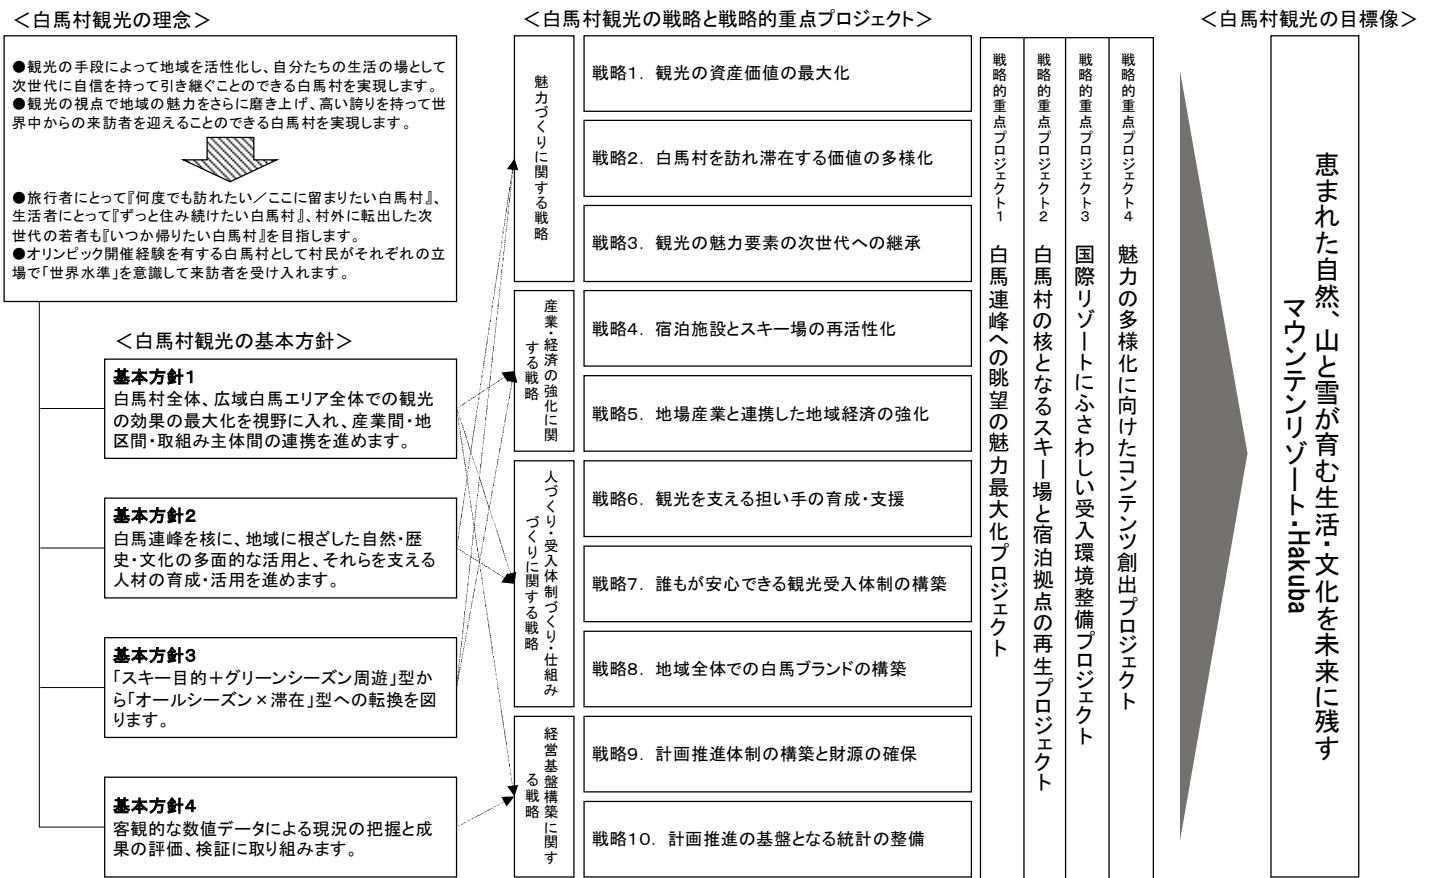 ＜白馬村観光の理念＞
●観光の手段によって地域を活性化し、自分たちの生活の場として
次世代に自信を持って引き継ぐことのできる白馬村を実現します。
●観光の視点で地域の魅力をさらに磨き上げ、高い誇りを持って世
界中からの来訪者を迎えることのできる白馬村を実現します。
●旅行者にとって『何度でも訪れたい／ここに留まりたい白馬村』、
生活者にとって『ずっと住み続けたい白馬村』、村外に転出した次
世代の若者も『いつか帰りたい白馬村』を目指します。
●オリンピック開催経験を有する白馬村として村民がそれぞれの立
場で「世界水準」を意識して来訪者を受け入れます。
＜白馬村観光の基本方針＞
基本方針１
白馬村全体、広域白馬エリア全体での観光
の効果の最大化を視野に入れ、産業間・地
区間・取組み主体間の連携を進めます。
基本方針２
白馬連峰を核に、地域に根ざした自然・歴
史・文化の多面的な活用と、それらを支える
人材の育成・活用を進めます。
基本方針３
「スキー目的＋グリーンシーズン周遊」型か
ら「オールシーズン×滞在」型への転換を図
ります。
基本方針４
客観的な数値データによる現況の把握と成
果の評価、検証に取り組みます。
＜白馬村観光の戦略と戦略的重点プロジェクト＞
魅力づくりに関する戦略
戦略１．観光の資産価値の最大化
戦略２．白馬村を訪れ滞在する価値の多様化
戦略３．観光の魅力要素の次世代への継承
産業・経済の強化に関
する戦略
戦略４．宿泊施設とスキー場の再活性化
戦略５．地場産業と連携した地域経済の強化
人づくり・受入体制づくり・仕組み
づくりに関する戦略
戦略６．観光を支える担い手の育成・支援
戦略７．誰もが安心できる観光受入体制の構築
戦略８．地域全体での白馬ブランドの構築
経営基盤構築に関す
る戦略
戦略９．計画推進体制の構築と財源の確保
戦略１０．計画推進の基盤となる統計の整備
戦略的重点プロジェクト１　白馬連峰への眺望の魅力最大化プロジェクト
戦略的重点プロジェクト２　白馬村の核となるスキー場と宿泊拠点の再生プロジェクト
戦略的重点プロジェクト３　国際リゾートにふさわしい受入環境整備プロジェクト
戦略的重点プロジェクト４　魅力の多様化に向けたコンテンツ創出プロジェクト
＜白馬村観光の目標像＞
恵まれた自然、山と雪が育む生活・文化を未来に残す
マウンテンリゾート・Hakuba